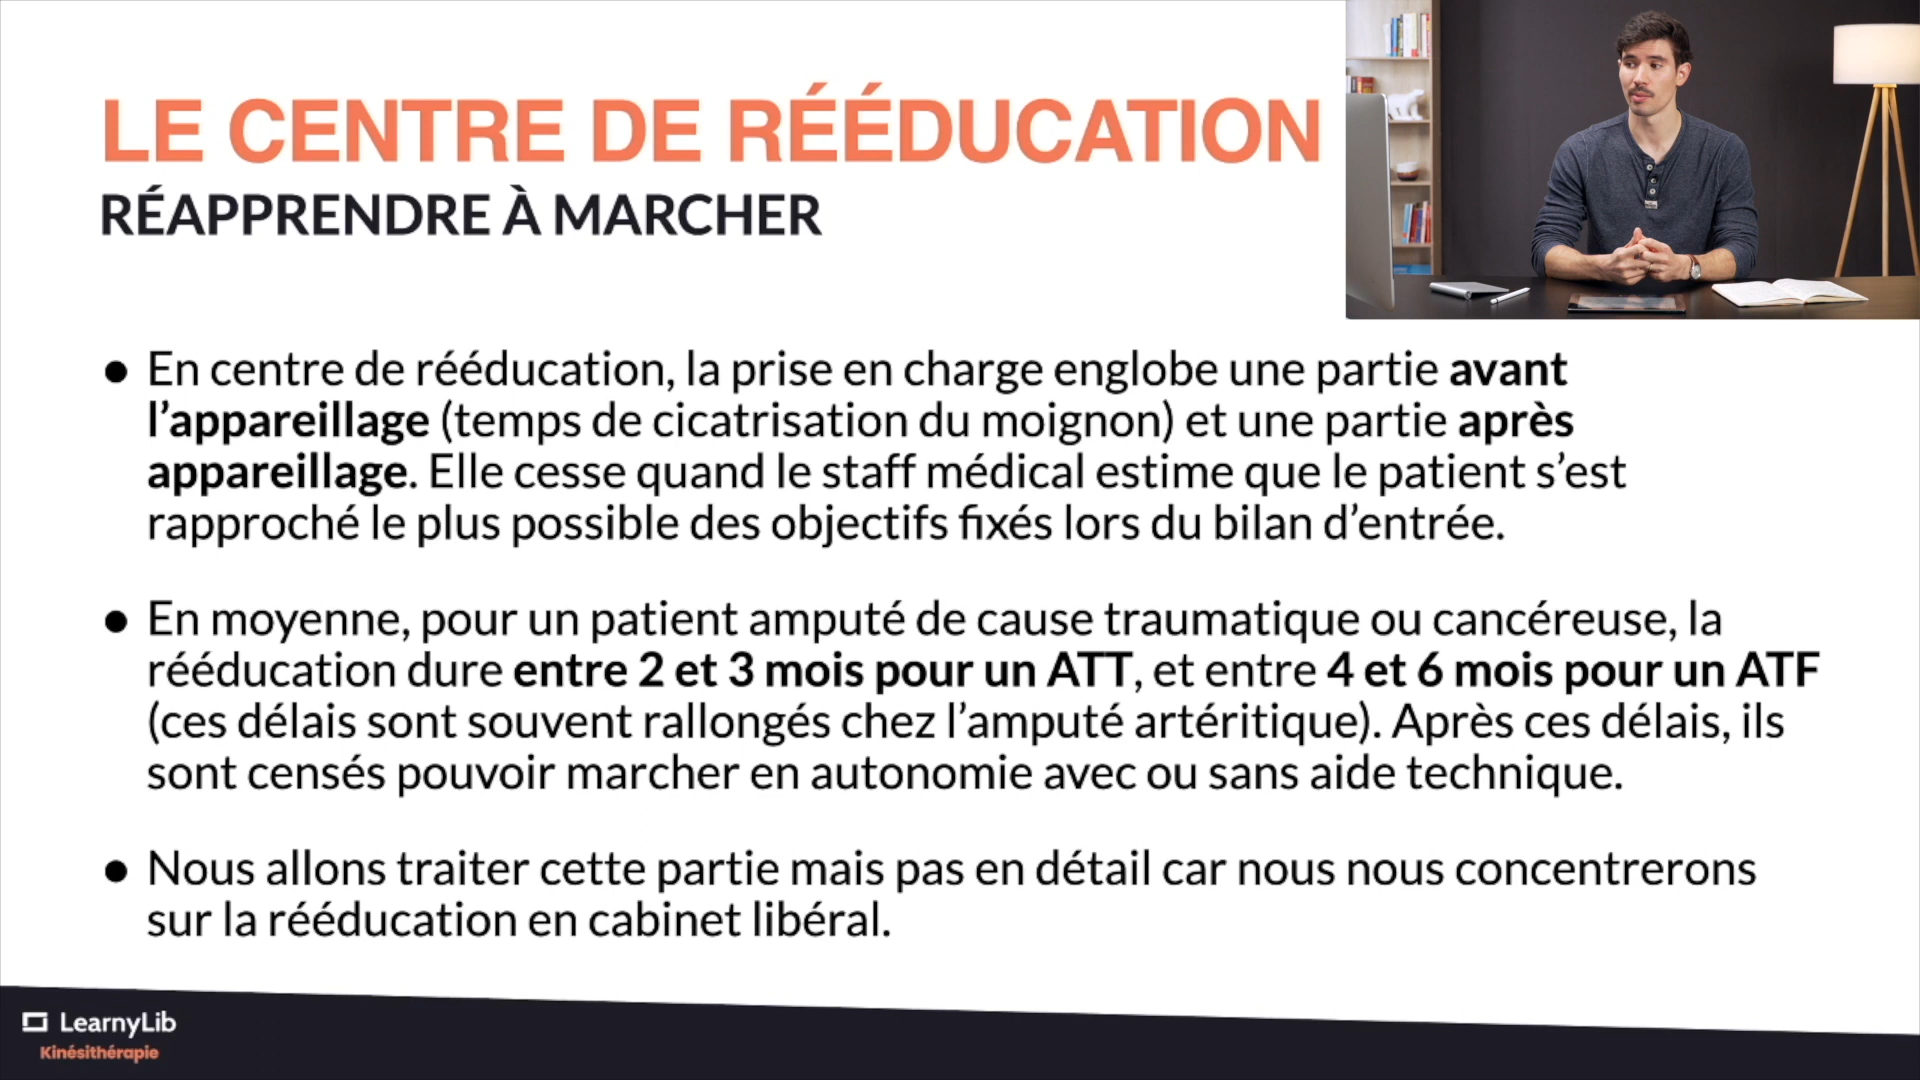 LE CENTRE DE RÉÉDUCATION
RÉAPPRENDRE À MARCHER
● En centre de rééducation, la prise en charge englobe une partie avant
l’appareillage (temps de cicatrisation du moignon) et une partie après
appareillage. Elle cesse quand le staff médical estime que le patient s’est
rapproché le plus possible des objectifs fixés lors du bilan d’entrée.
● En moyenne, pour un patient amputé de cause traumatique ou cancéreuse, la
rééducation dure entre 2 et 3 mois pour un ATT, et entre 4 et 6 mois pour un ATF
(ces délais sont souvent rallongés chez l’amputé artéritique). Après ces délais, ils
sont censés pouvoir marcher en autonomie avec ou sans aide technique.
● Nous allons traiter cette partie mais pas en détail car nous nous concentrerons
sur la rééducation en cabinet libéral.
LearnyLib
Kinésithérapie